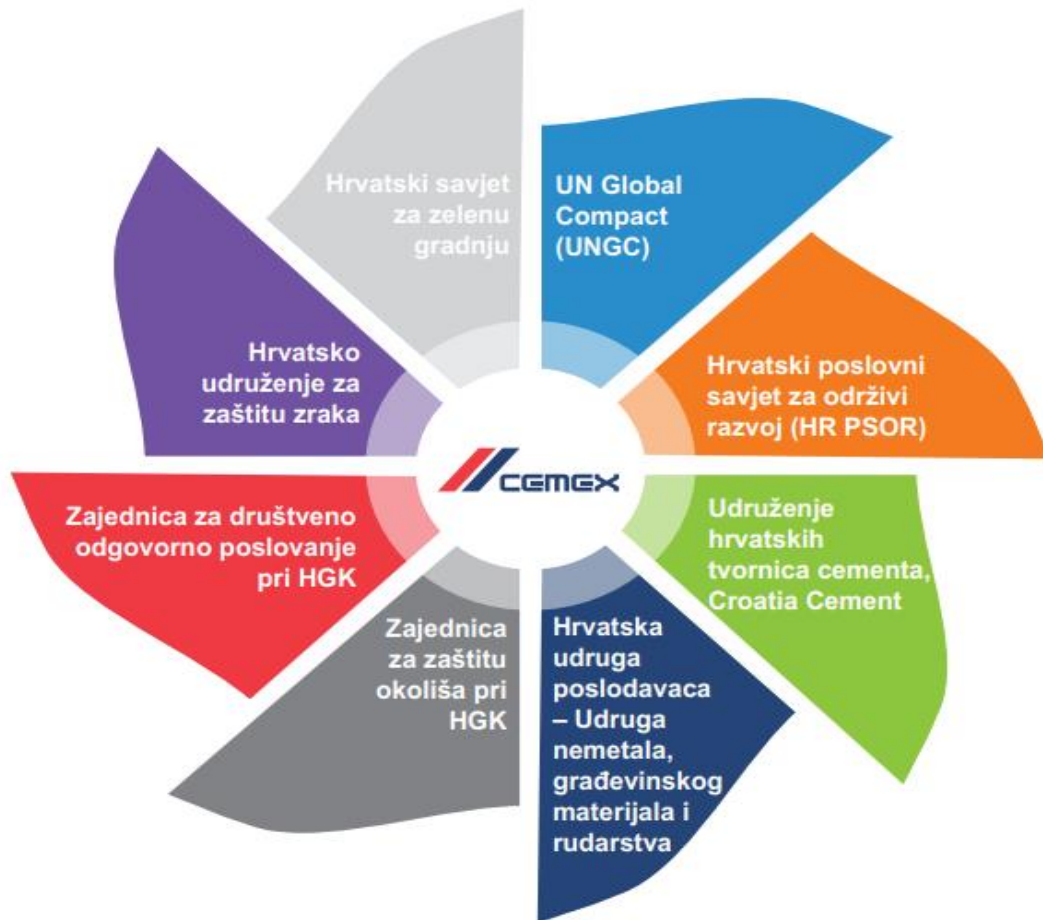 Hrvatski savjet
za zelenu
gradnju
UN Global
Compact
(UNGC)
Hrvatski poslovni
savjet za održivi
razvoj (HR PSOR)
Udruženje
hrvatskih
tvornica cementa,
Croatia Cement
Hrvatska
udruga
poslodavaca
– Udruga
nemetala,
građevinskog
materijala i
rudarstva
Zajednica
za zaštitu
okoliša pri
HGK
Zajednica za društveno
odgovorno poslovanje
pri HGK
Hrvatsko
udruženje za
zaštitu zraka
CEMEX